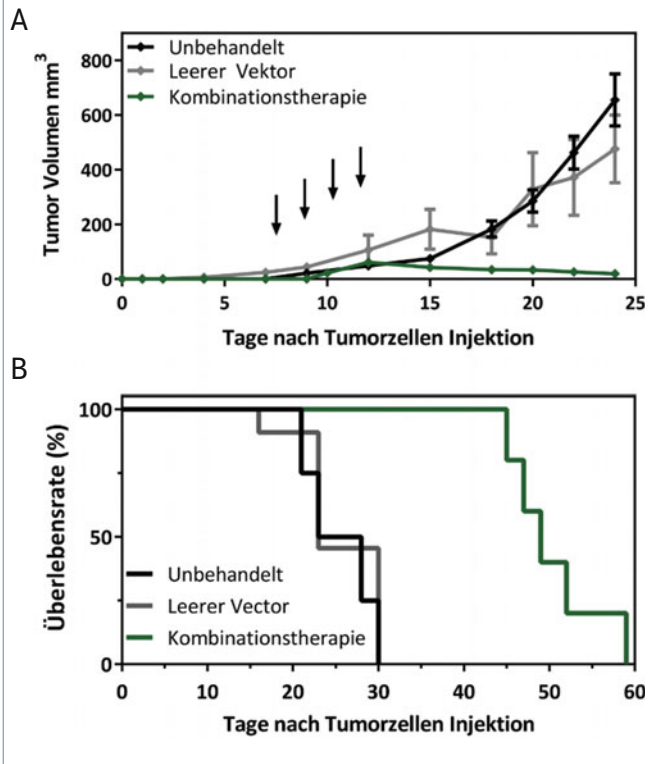 A
Tumor Volumen mm³
800
600
400
200
0
Unbehandelt
Leerer Vektor
Kombinationstherapie
0 5 10 15 20 25
Tage nach Tumorzellen Injektion
B
Überlebensrate (%)
100
50
0
Unbehandelt
Leerer Vector
Kombinationstherapie
0 10 20 30 40 50 60
Tage nach Tumorzellen Injektion